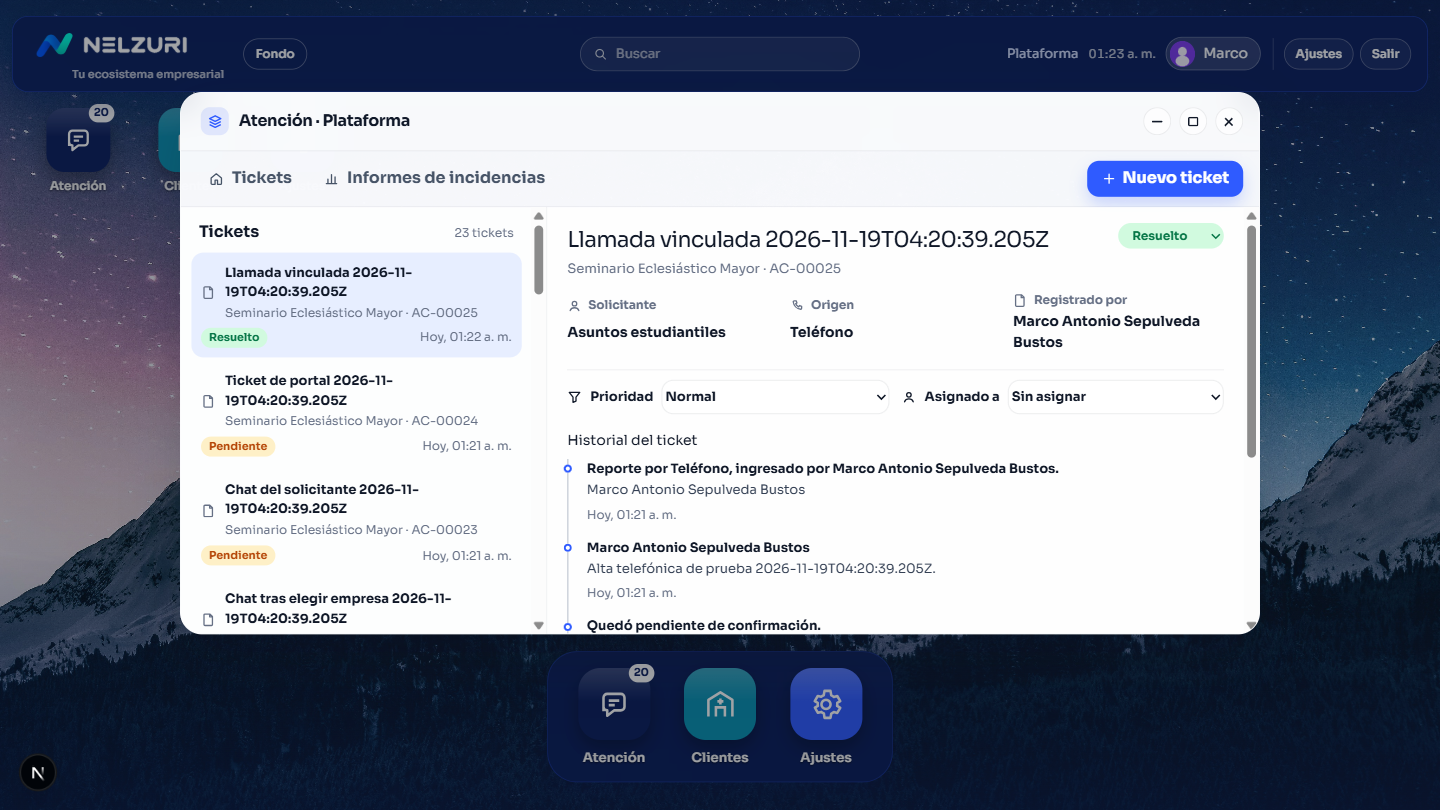 NELZURI
Tu ecosistema empresarial
Fondo
Buscar
Plataforma 01:23 a. m. Marco Ajustes Salir
20
Atención
Cli
Atención · Plataforma
Tickets
Informes de incidencias
+ Nuevo ticket
Tickets
23 tickets
Llamada vinculada 2026-11-
19T04:20:39.205Z
Seminario Eclesiástico Mayor · AC-00025
Resuelto
Hoy, 01:22 a. m.
Ticket de portal 2026-11-
19T04:20:39.205Z
Seminario Eclesiástico Mayor · AC-00024
Pendiente
Hoy, 01:21 a. m.
Chat del solicitante 2026-11-
19T04:20:39.205Z
Seminario Eclesiástico Mayor · AC-00023
Pendiente
Hoy, 01:21 a. m.
Chat tras elegir empresa 2026-11-
19T04:20:39.205Z
Llamada vinculada 2026-11-19T04:20:39.205Z
Resuelto
Seminario Eclesiástico Mayor · AC-00025
Solicitante
Asuntos estudiantiles
Origen
Teléfono
Registrado por
Marco Antonio Sepulveda
Bustos
Prioridad Normal
Asignado a Sin asignar
Historial del ticket
Reporte por Teléfono, ingresado por Marco Antonio Sepulveda Bustos.
Marco Antonio Sepulveda Bustos
Hoy, 01:21 a. m.
Marco Antonio Sepulveda Bustos
Alta telefónica de prueba 2026-11-19T04:20:39.205Z.
Hoy, 01:21 a. m.
Quedó pendiente de confirmación.
20
Atención
Clientes
Ajustes
N